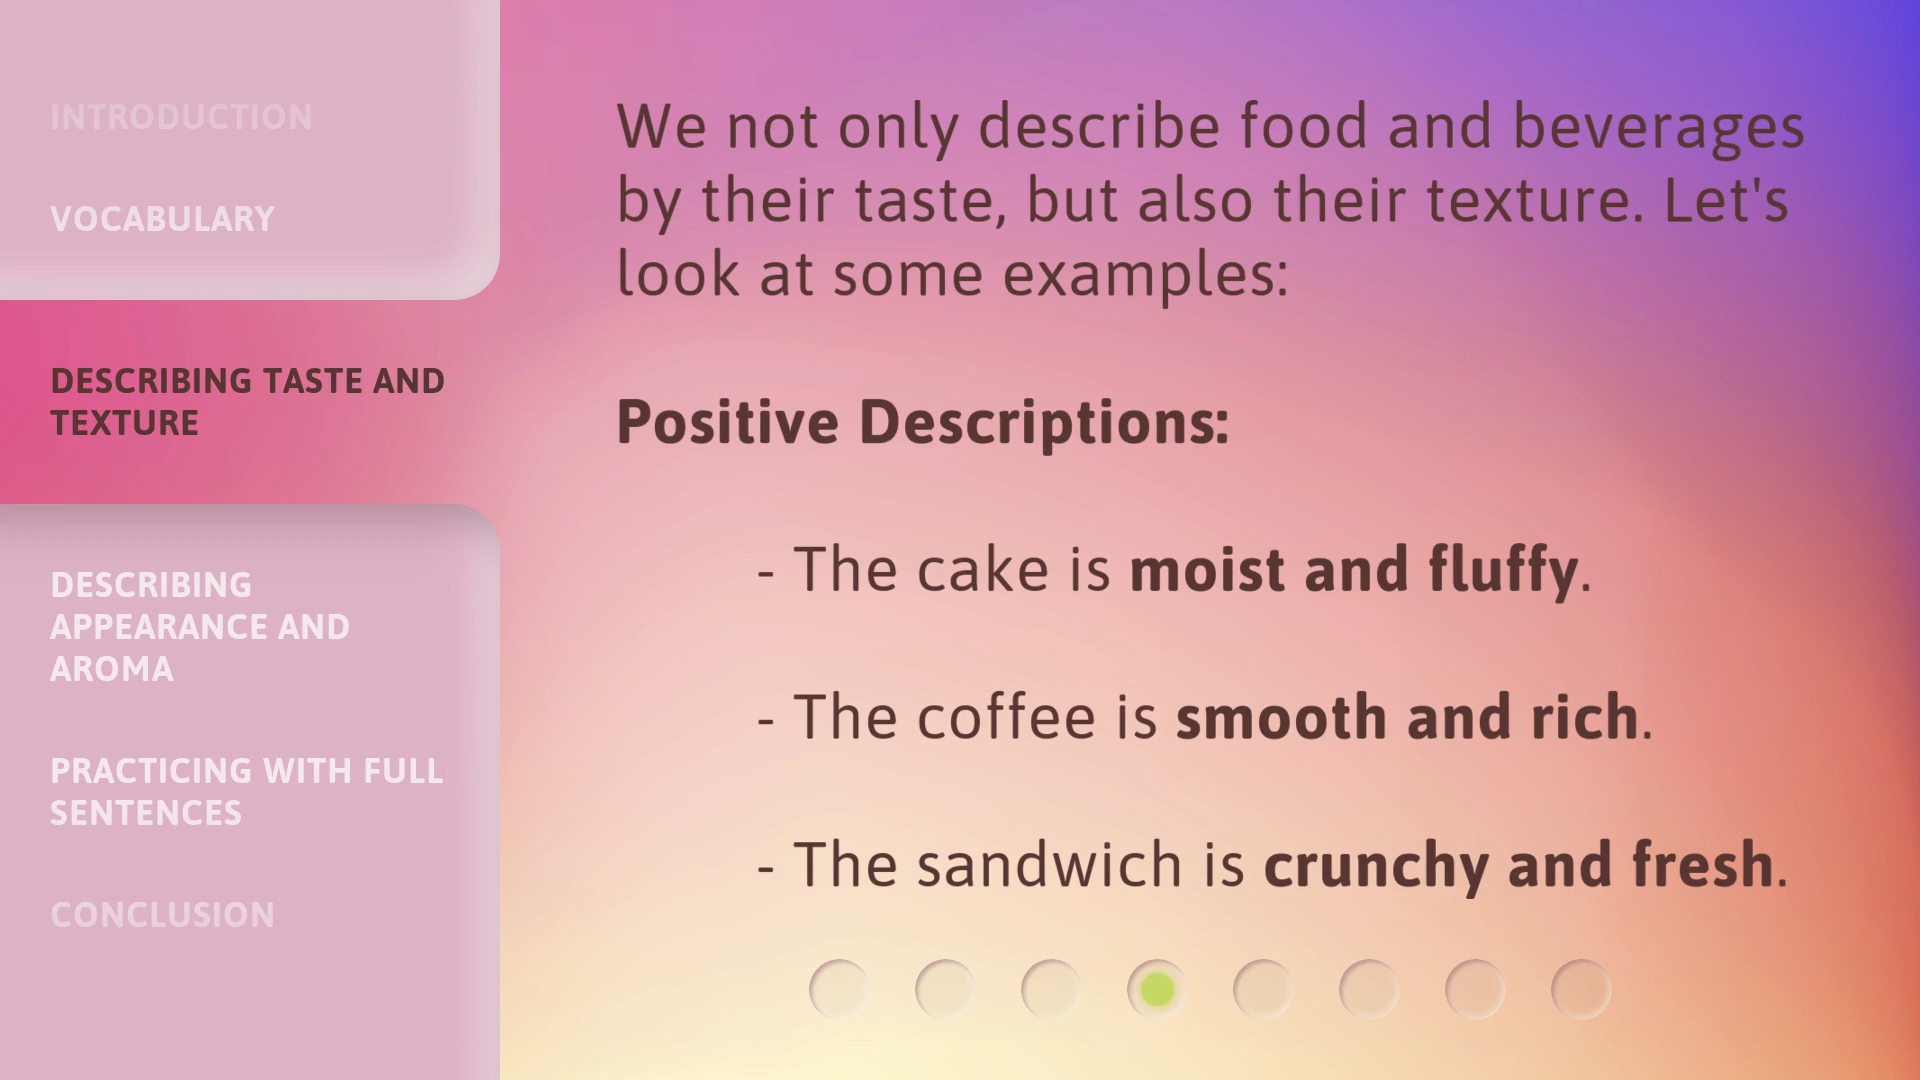 INTRODUCTION
VOCABULARY
DESCRIBING TASTE AND
TEXTURE
DESCRIBING
APPEARANCE AND
AROMA
PRACTICING WITH FULL
SENTENCES
CONCLUSION
We not only describe food and beverages
by their taste, but also their texture. Let's
look at some examples:
Positive Descriptions:
- The cake is moist and fluffy.
- The coffee is smooth and rich.
- The sandwich is crunchy and fresh.